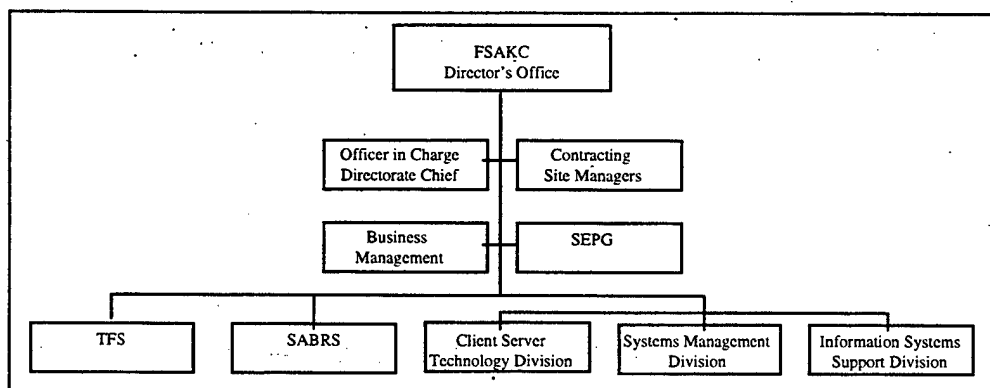 FSAKC
Director's Office
Officer in Charge
Directorate Chief
Contracting
Site Managers
Business
Management
SEPG
TFS
SABRS
Client Server
Technology Division
Systems Management
Division
Information Systems
Support Division